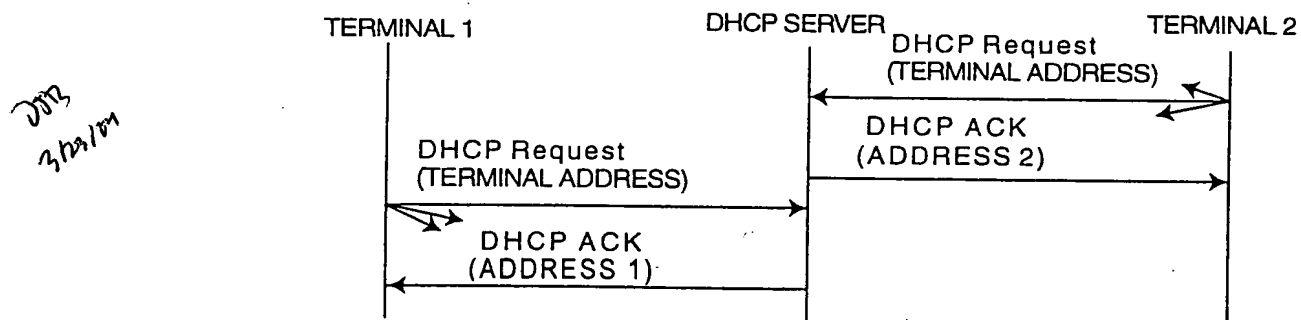 TERMINAL 1
DHCP SERVER
TERMINAL 2
DHCP Request
(TERMINAL ADDRESS)
DHCP ACK
(ADDRESS 2)
DHCP Request
(TERMINAL ADDRESS)
DHCP ACK
(ADDRESS 1)